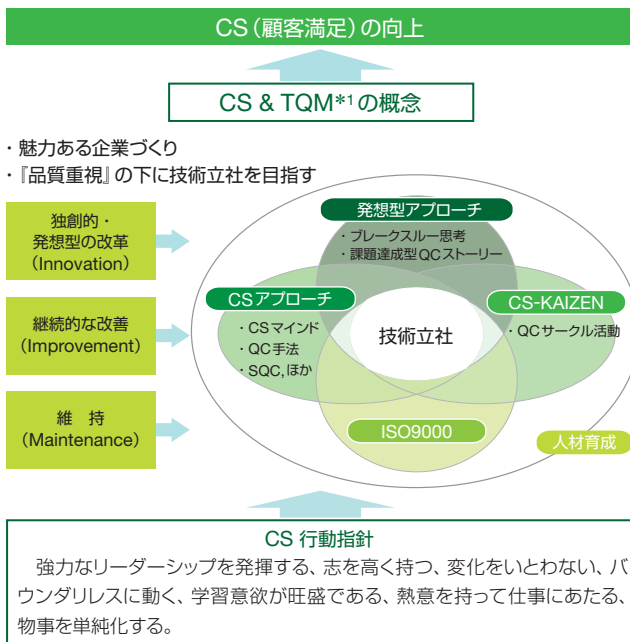 CS(顧客満足)の向上
CS & TQM*1の概念
・魅力ある企業づくり
・『品質重視』の下に技術立社を目指す
独創的・
発想型の改革
(Innovation)
継続的な改善
(Improvement)
維 持
(Maintenance)
発想型アプローチ
・ブレークスルー思考
・課題達成型QCストーリー
CSアプローチ
・CSマインド
・QC手法
・SQC,ほか
技術立社
CS-KAIZEN
・QCサークル活動
ISO9000
人材育成
CS 行動指針
強力なリーダーシップを発揮する、志を高く持つ、変化をいとわない、バ
ウンダリレスに動く、学習意欲が旺盛である、熱意を持って仕事にあたる、
物事を単純化する。